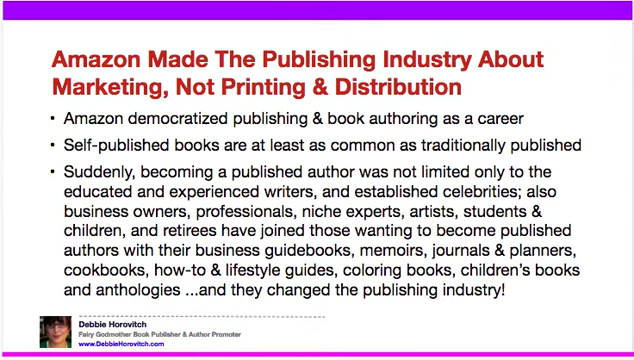 Amazon Made The Publishing Industry About
Marketing, Not Printing & Distribution
• Amazon democratized publishing & book authoring as a career
• Self-published books are at least as common as traditionally published
• Suddenly, becoming a published author was not limited only to the
educated and experienced writers, and established celebrities; also
business owners, professionals, niche experts, artists, students &
children, and retirees have joined those wanting to become published
authors with their business guidebooks, memoirs, journals & planners,
cookbooks, how-to & lifestyle guides, coloring books, children's books
and anthologies ...and they changed the publishing industry!
Debbie Horovitch
Fairy Godmother Book Publisher & Author Promoter
www.DebbieHorovitch.com